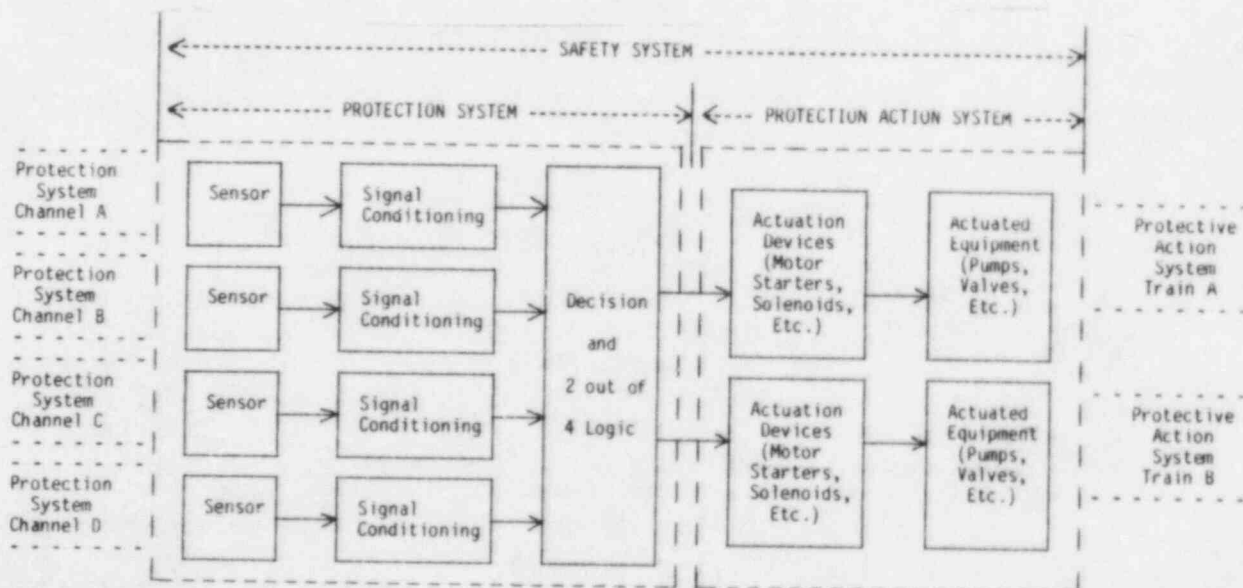 SAFETY SYSTEM
PROTECTION SYSTEM
PROTECTION ACTION SYSTEM
Protection
System
Channel A
Sensor
Signal
Conditioning
Protection
System
Channel B
Sensor
Signal
Conditioning
Protection
System
Channel C
Sensor
Signal
Conditioning
Protection
System
Channel D
Sensor
Signal
Conditioning
Decision
and
2 out of
4 Logic
Actuation
Devices
(Motor
Starters,
Solenoids,
Etc.)
Actuated
Equipment
(Pumps,
Valves,
Etc.)
Protective
Action
System
Train A
Actuation
Devices
(Motor
Starters,
Solenoids,
Etc.)
Actuated
Equipment
(Pumps,
Valves,
Etc.)
Protective
Action
System
Train B